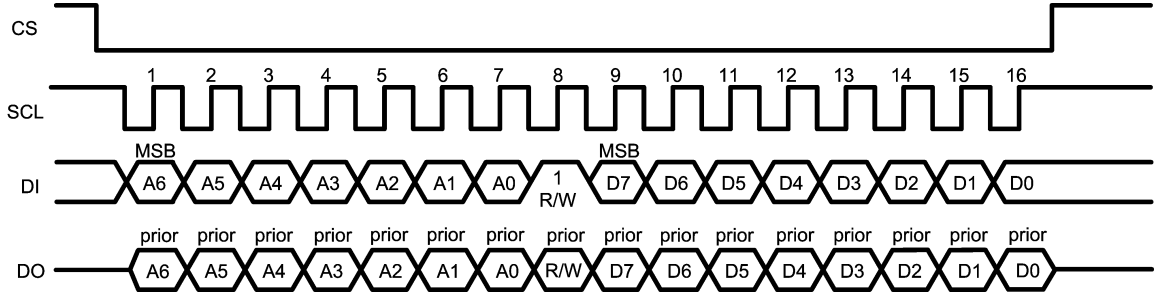 CS
1 2 3 4 5 6 7 8 9 10 11 12 13 14 15 16
SCL
MSB MSB
DI A6 A5 A4 A3 A2 A1 A0 1 D7 D6 D5 D4 D3 D2 D1 D0
R/W
prior prior prior prior prior prior prior prior prior prior prior prior prior prior prior prior
DO A6 A5 A4 A3 A2 A1 A0 R/W D7 D6 D5 D4 D3 D2 D1 D0